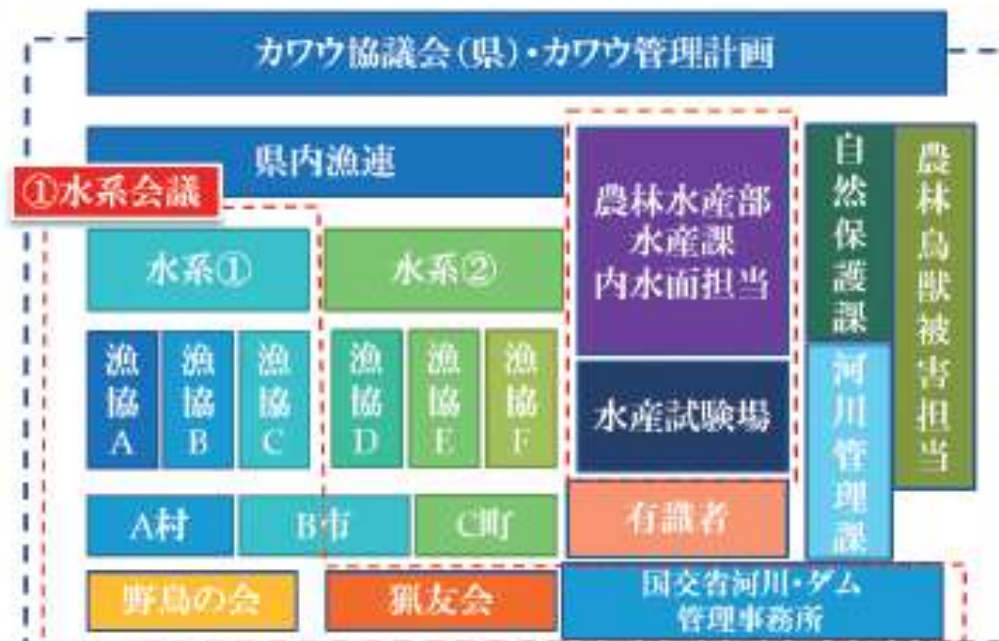 カワウ協議会(県)・カワウ管理計画
県内漁連
①水系会議
水系①
水系②
漁協A
漁協B
漁協C
漁協D
漁協E
漁協F
A村
B市
C町
野鳥の会
猟友会
農林水産部
水産課
内水面担当
水産試験場
有識者
国交省河川・ダム
管理事務所
自然保護課
河川管理課
農林鳥獣被害担当